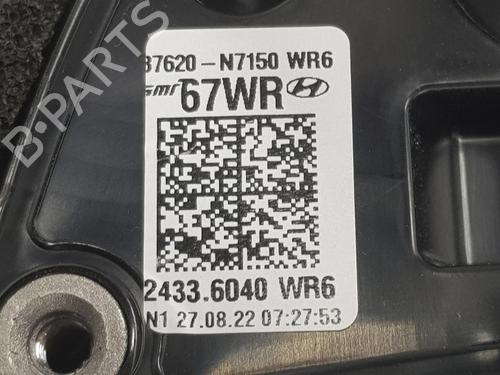 87620-N7150 WR6
smr 67WR
2433.6040 WR6
N1 27.08.22 07:27:53
B-PARTS